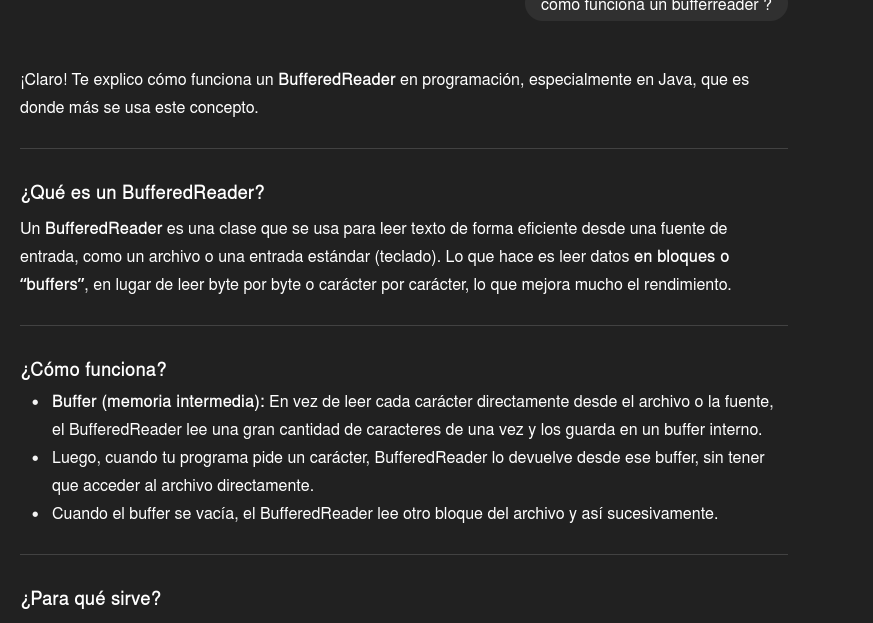 como funciona un bufferreader ?
¡Claro! Te explico cómo funciona un BufferedReader en programación, especialmente en Java, que es
donde más se usa este concepto.
¿Qué es un BufferedReader?
Un BufferedReader es una clase que se usa para leer texto de forma eficiente desde una fuente de
entrada, como un archivo o una entrada estándar (teclado). Lo que hace es leer datos en bloques o
“buffers”, en lugar de leer byte por byte o carácter por carácter, lo que mejora mucho el rendimiento.
¿Cómo funciona?
• Buffer (memoria intermedia): En vez de leer cada carácter directamente desde el archivo o la fuente,
el BufferedReader lee una gran cantidad de caracteres de una vez y los guarda en un buffer interno.
• Luego, cuando tu programa pide un carácter, BufferedReader lo devuelve desde ese buffer, sin tener
que acceder al archivo directamente.
• Cuando el buffer se vacía, el BufferedReader lee otro bloque del archivo y así sucesivamente.
¿Para qué sirve?